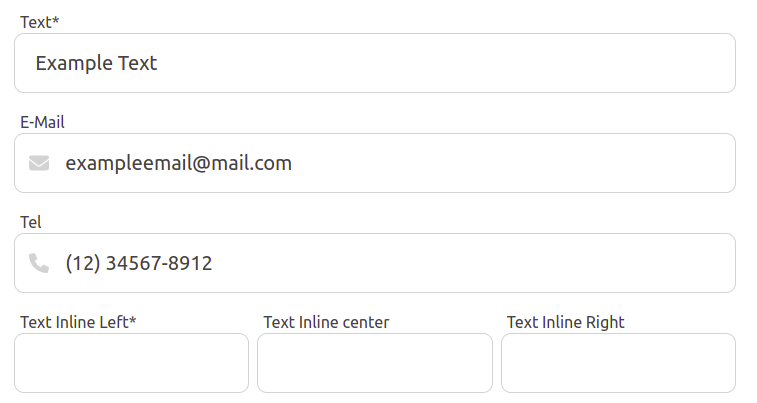 Text*
Example Text
E-Mail
exampleemail@mail.com
Tel
(12) 34567-8912
Text Inline Left* Text Inline center Text Inline Right